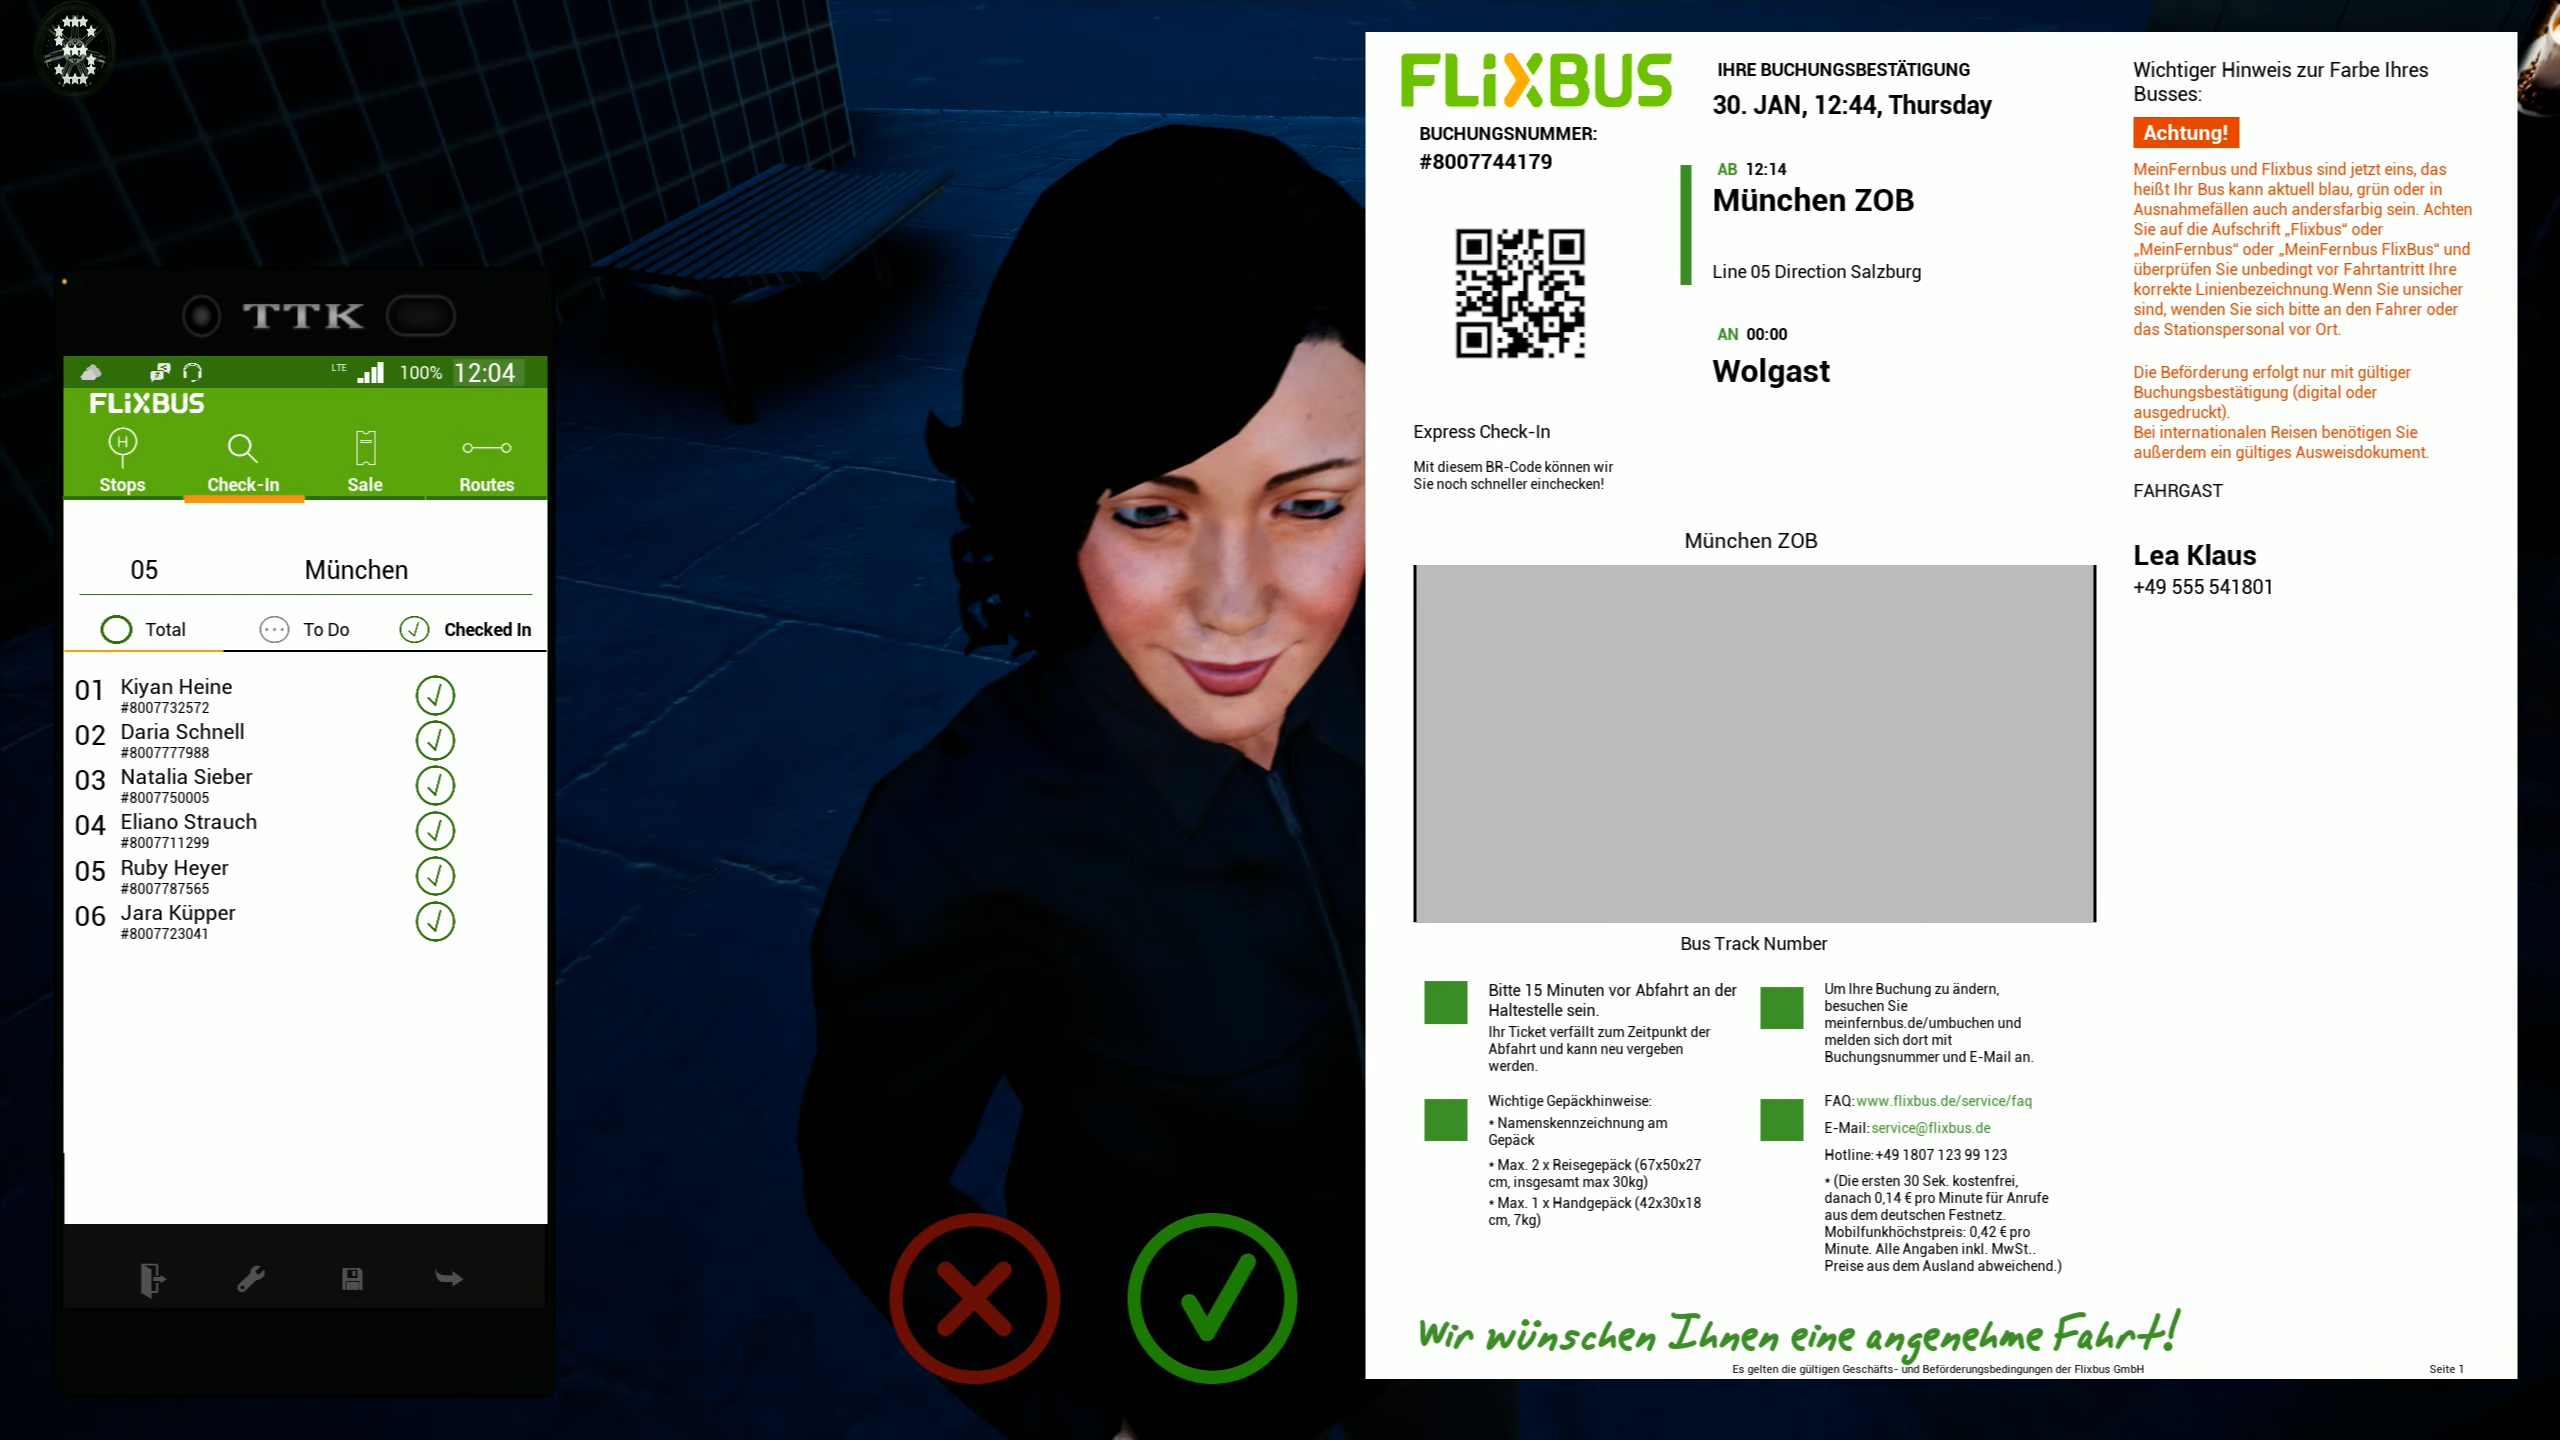 TTK
LTE 100% 12:04
FLiXBUS
H
Stops Check-In Sale Routes
05 München
Total To Do Checked In
01 Kiyan Heine
#8007732572
02 Daria Schnell
#8007777988
03 Natalia Sieber
#8007750005
04 Eliano Strauch
#8007711299
05 Ruby Heyer
#8007787565
06 Jara Küpper
#8007723041
FLiXBUS
BUCHUNGSNUMMER:
#8007744179
IHRE BUCHUNGSBESTÄTIGUNG
30. JAN, 12:44, Thursday
AB 12:14
München ZOB
Line 05 Direction Salzburg
AN 00:00
Wolgast
Express Check-In
Mit diesem BR-Code können wir
Sie noch schneller einchecken!
München ZOB
Bus Track Number
Bitte 15 Minuten vor Abfahrt an der
Haltestelle sein.
Ihr Ticket verfällt zum Zeitpunkt der
Abfahrt und kann neu vergeben
werden.
Um Ihre Buchung zu ändern,
besuchen Sie
meinfernbus.de/umbuchen und
melden sich dort mit
Buchungsnummer und E-Mail an.
Wichtige Gepäckhinweise:
* Namenskennzeichnung am
Gepäck
* Max. 2 x Reisegepäck (67x50x27
cm, insgesamt max 30kg)
* Max. 1 x Handgepäck (42x30x18
cm, 7kg)
FAQ: www.flixbus.de/service/faq
E-Mail: service@flixbus.de
Hotline: +49 1807 123 99 123
* (Die ersten 30 Sek. kostenfrei,
danach 0,14 € pro Minute für Anrufe
aus dem deutschen Festnetz.
Mobilfunkhöchstpreis: 0,42 € pro
Minute. Alle Angaben inkl. MwSt..
Preise aus dem Ausland abweichend.)
Wichtiger Hinweis zur Farbe Ihres
Busses:
Achtung!
MeinFernbus und Flixbus sind jetzt eins, das
heißt Ihr Bus kann aktuell blau, grün oder in
Ausnahmefällen auch andersfarbig sein. Achten
Sie auf die Aufschrift „Flixbus“ oder
„MeinFernbus“ oder „MeinFernbus FlixBus“ und
überprüfen Sie unbedingt vor Fahrtantritt Ihre
korrekte Linienbezeichnung.Wenn Sie unsicher
sind, wenden Sie sich bitte an den Fahrer oder
das Stationspersonal vor Ort.
Die Beförderung erfolgt nur mit gültiger
Buchungsbestätigung (digital oder
ausgedruckt).
Bei internationalen Reisen benötigen Sie
außerdem ein gültiges Ausweisdokument.
FAHRGAST
Lea Klaus
+49 555 541801
Wir wünschen Ihnen eine angenehme Fahrt!
Es gelten die gültigen Geschäfts- und Beförderungsbedingungen der Flixbus GmbH
Seite 1